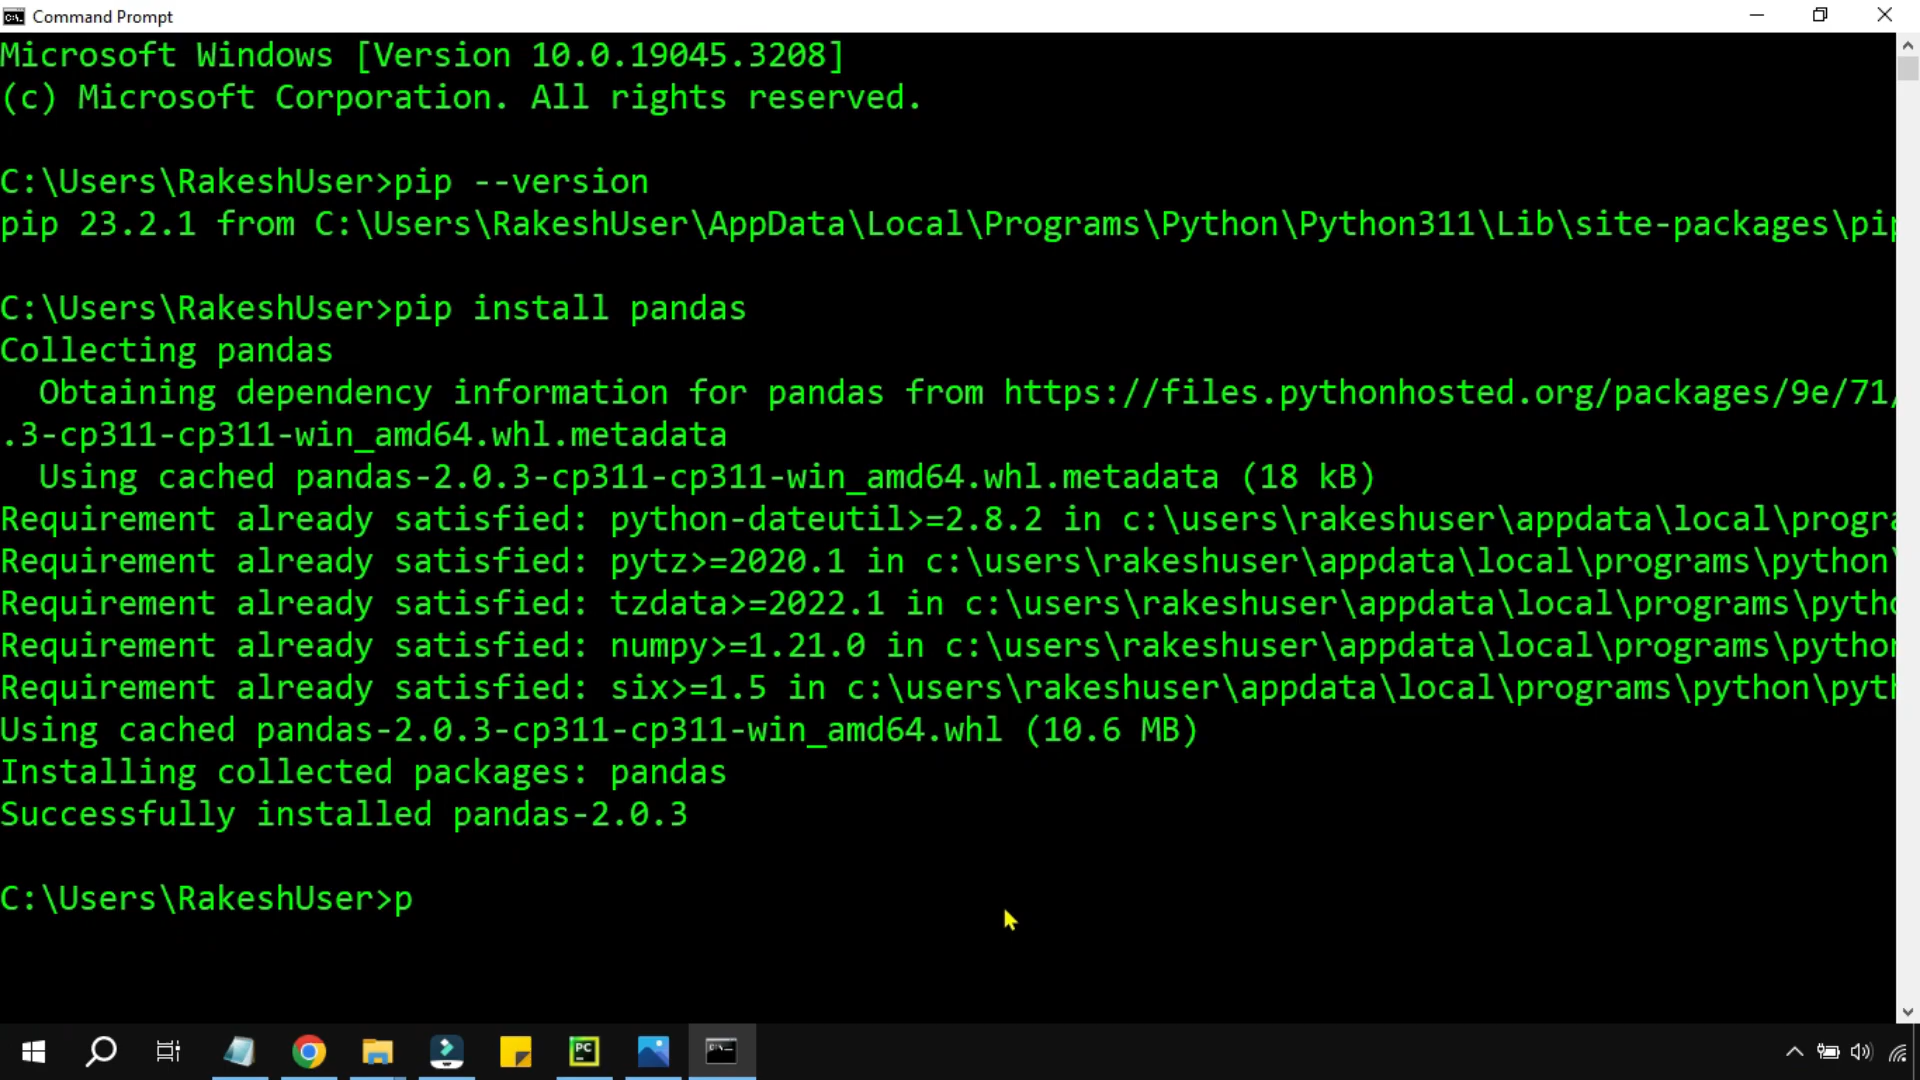 Command Prompt
Microsoft Windows [Version 10.0.19045.3208]
(c) Microsoft Corporation. All rights reserved.
C:\Users\RakeshUser>pip --version
pip 23.2.1 from C:\Users\RakeshUser\AppData\Local\Programs\Python\Python311\Lib\site-packages\pip
C:\Users\RakeshUser>pip install pandas
Collecting pandas
  Obtaining dependency information for pandas from https://files.pythonhosted.org/packages/9e/71/
.3-cp311-cp311-win_amd64.whl.metadata
  Using cached pandas-2.0.3-cp311-cp311-win_amd64.whl.metadata (18 kB)
Requirement already satisfied: python-dateutil>=2.8.2 in c:\users\rakeshuser\appdata\local\progra
Requirement already satisfied: pytz>=2020.1 in c:\users\rakeshuser\appdata\local\programs\python\
Requirement already satisfied: tzdata>=2022.1 in c:\users\rakeshuser\appdata\local\programs\pytho
Requirement already satisfied: numpy>=1.21.0 in c:\users\rakeshuser\appdata\local\programs\python
Requirement already satisfied: six>=1.5 in c:\users\rakeshuser\appdata\local\programs\python\pyth
Using cached pandas-2.0.3-cp311-cp311-win_amd64.whl (10.6 MB)
Installing collected packages: pandas
Successfully installed pandas-2.0.3
C:\Users\RakeshUser>p
PC